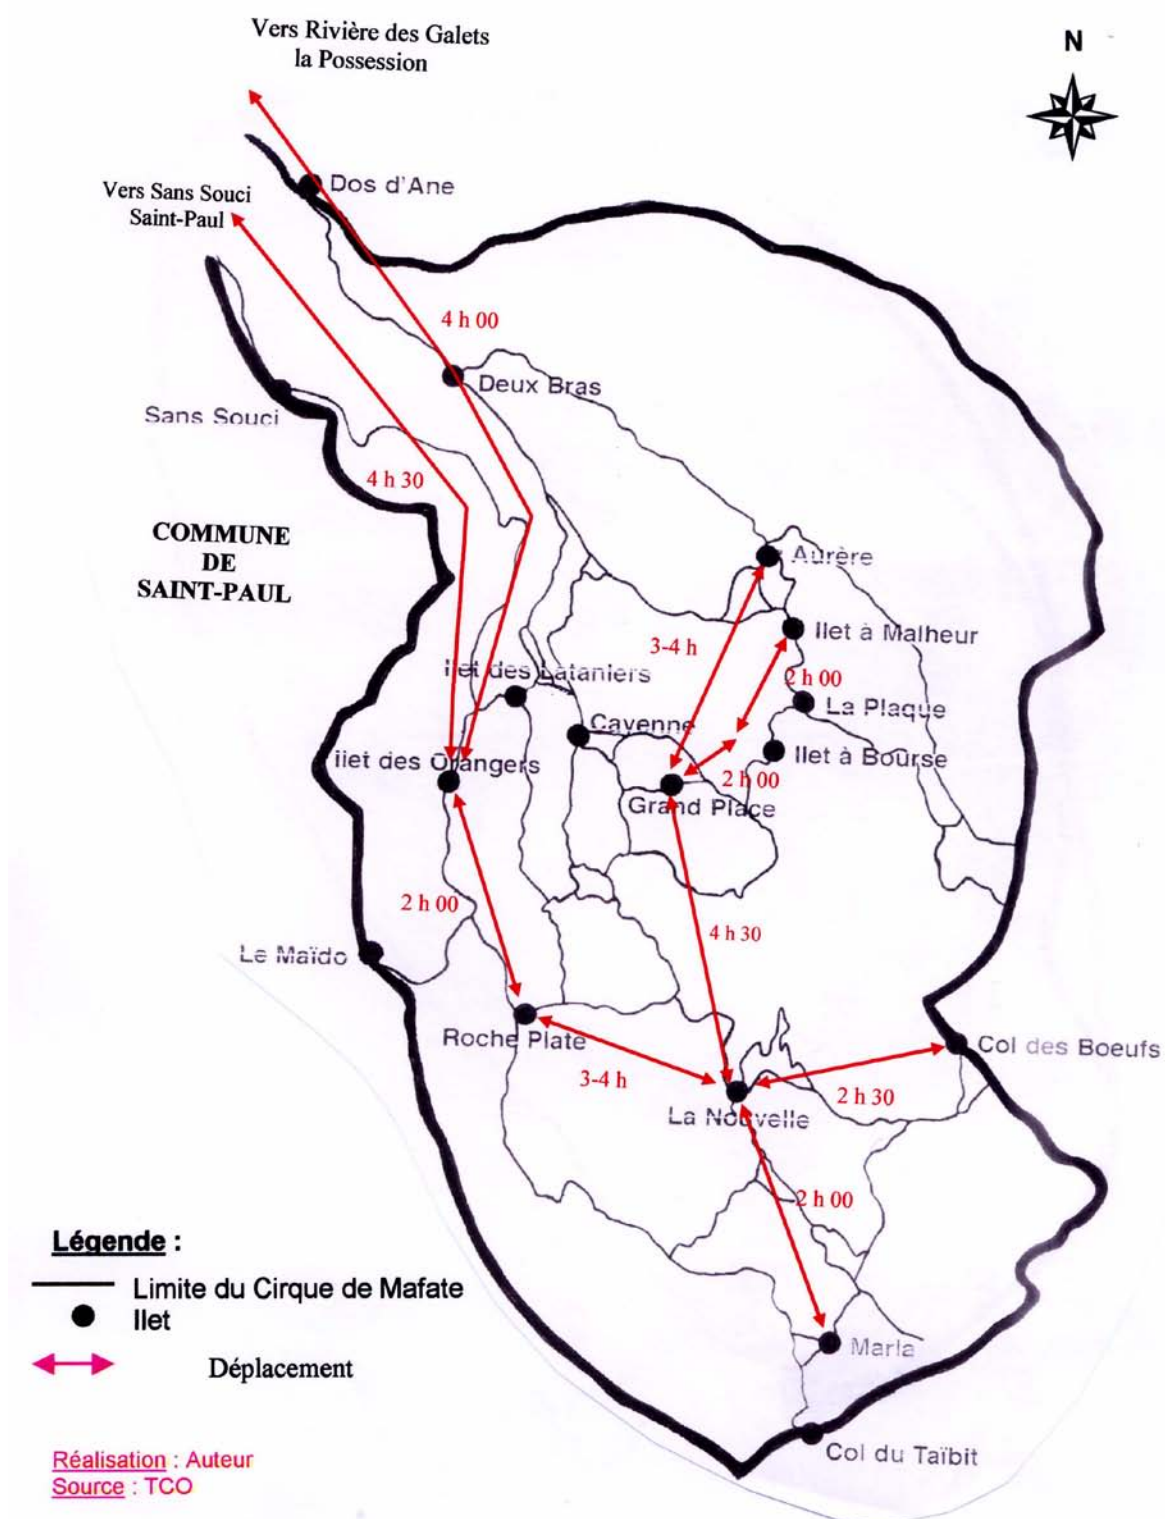 Vers Rivière des Galets
la Possession
N
Dos d'Ane
Vers Sans Souci
Saint-Paul
4 h 00
Deux Bras
Sans Souci
4 h 30
COMMUNE
DE
SAINT-PAUL
Aurère
Ilet à Malheur
3-4 h
Ilet des Lataniers
2 h 00
La Plaque
Cayenne
Ilet à Bourse
Ilet des Orangers
2 h 00
Grand Place
2 h 00
4 h 30
Le Maïdo
Roche Plate
Col des Boeufs
3-4 h
2 h 30
La Nouvelle
2 h 00
Légende :
Limite du Cirque de Mafate
Ilet
Marla
Déplacement
Col du Taïbit
Réalisation : Auteur
Source : TCO